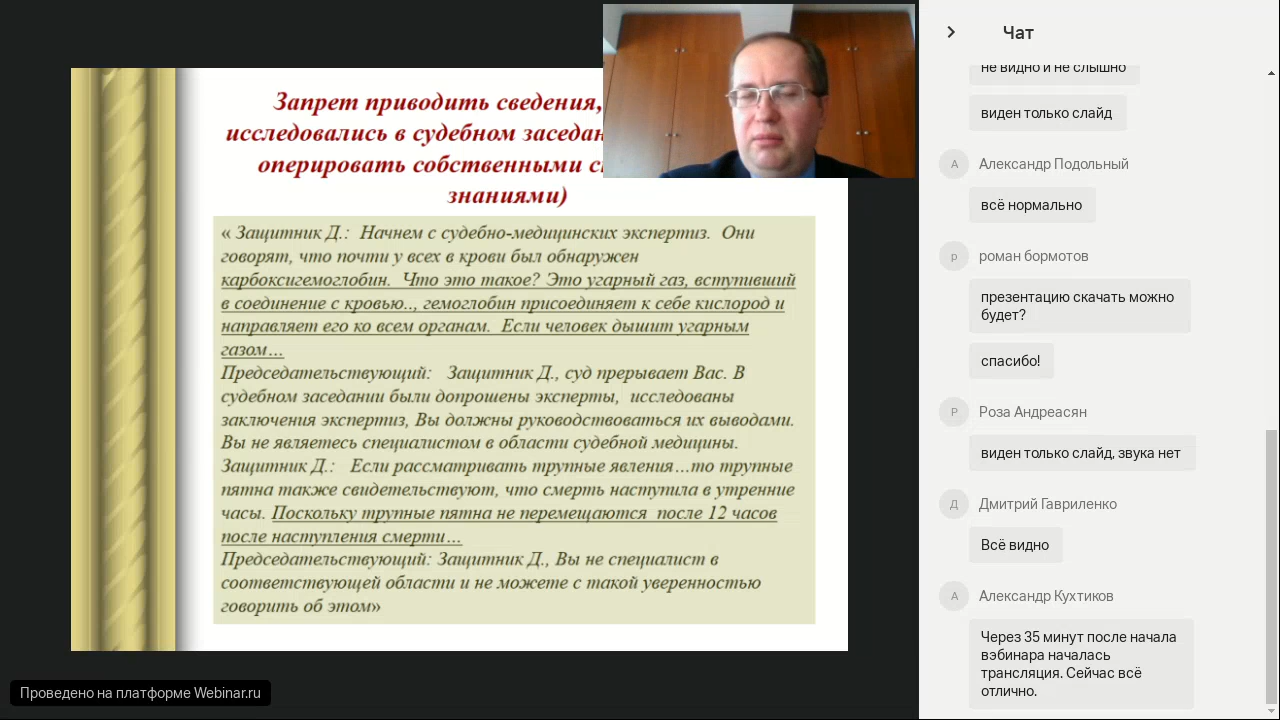 Запрет приводить сведения,
исследовались в судебном заседан
оперировать собственными
знаниями)
« Защитник Д.: Начнем с судебно-медицинских экспертиз. Они
говорят, что почти у всех в крови был обнаружен
карбоксигемоглобин. Что это такое? Это угарный газ, вступивший
в соединение с кровью.., гемоглобин присоединяет к себе кислород и
направляет его ко всем органам. Если человек дышит угарным
газом…
Председательствующий: Защитник Д., суд прерывает Вас. В
судебном заседании были допрошены эксперты, исследованы
заключения экспертиз, Вы должны руководствоваться их выводами.
Вы не являетесь специалистом в области судебной медицины.
Защитник Д.: Если рассматривать трупные явления…то трупные
пятна также свидетельствуют, что смерть наступила в утренние
часы. Поскольку трупные пятна не перемещаются после 12 часов
после наступления смерти…
Председательствующий: Защитник Д., Вы не специалист в
соответствующей области и не можете с такой уверенностью
говорить об этом»
Проведено на платформе Webinar.ru
Чат
не видно и не слышно
виден только слайд
А
Александр Подольный
всё нормально
р
роман бормотов
презентацию скачать можно
будет?
спасибо!
Р
Роза Андреасян
виден только слайд, звука нет
Д
Дмитрий Гавриленко
Всё видно
А
Александр Кухтиков
Через 35 минут после начала
вэбинара началась
трансляция. Сейчас всё
отлично.